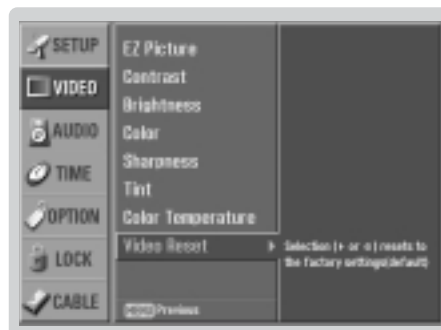 SETUP
VIDEO
AUDIO
TIME
OPTION
LOCK
CABLE
EZ Picture
Contrast
Brightness
Color
Sharpness
Tint
Color Temperature
Video Reset
Selection (▸ or ⊙) resets to
the factory settings(default)
MENU Previous